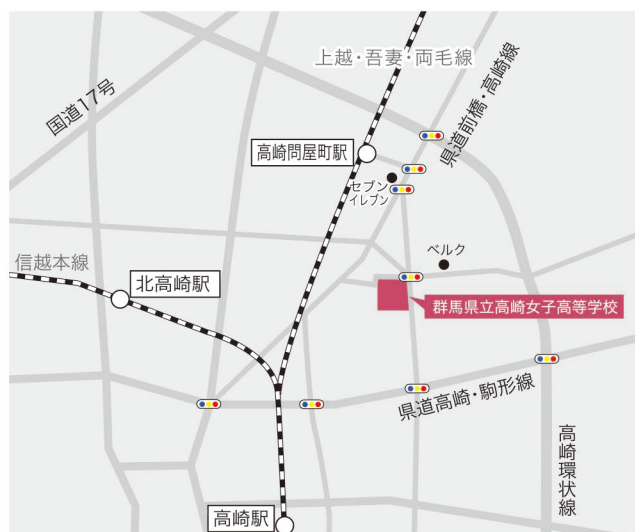 上越・吾妻・両毛線
国道17号
県道前橋・高崎線
高崎問屋町駅
セブン
イレブン
ベルク
信越本線
北高崎駅
群馬県立高崎女子高等学校
県道高崎・駒形線
高崎環状線
高崎駅